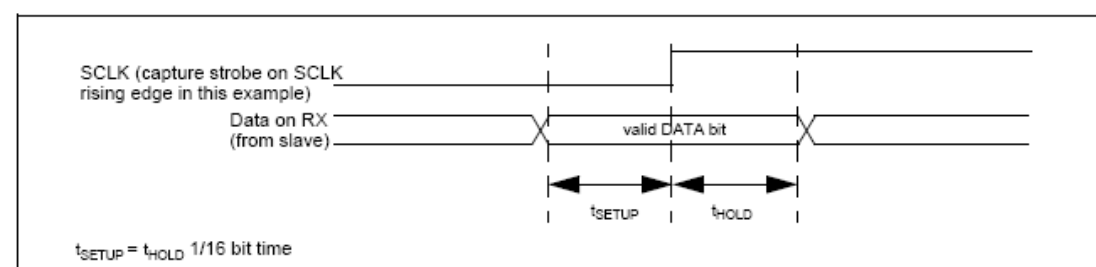 SCLK (capture strobe on SCLK
rising edge in this example)
Data on RX
(from slave)
valid DATA bit
tSETUP
tHOLD
tSETUP = tHOLD 1/16 bit time